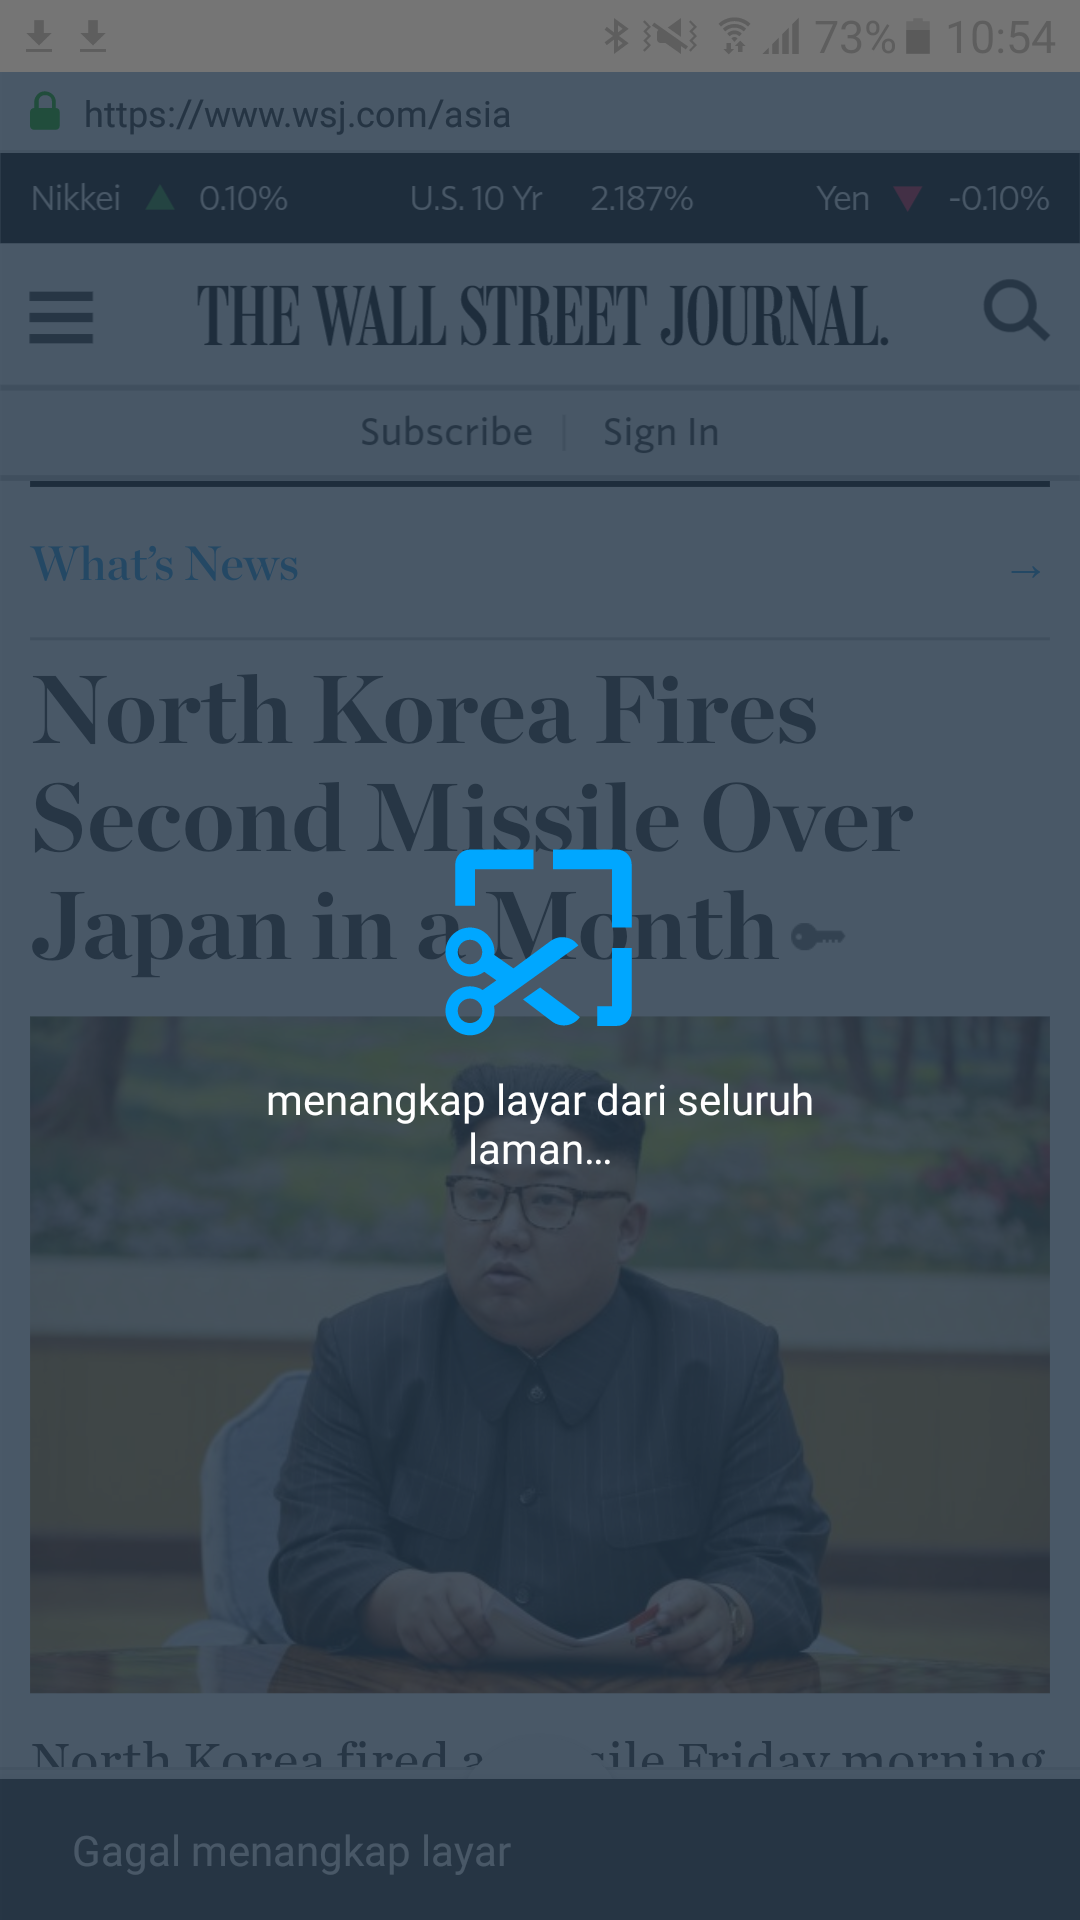 73% 10:54
https://www.wsj.com/asia
Nikkei 0.10% U.S. 10 Yr 2.187% Yen -0.10%
THE WALL STREET JOURNAL.
Subscribe Sign In
What's News →
North Korea Fires
Second Missile Over
Japan in a Month
menangkap layar dari seluruh
laman...
North Korea fired Friday morning
Gagal menangkap layar